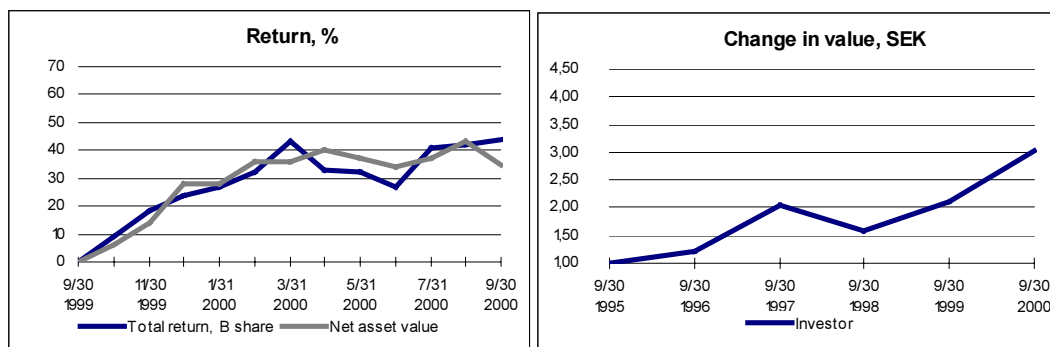 Return, %
70
60
50
40
30
20
10
0
9/30 11/30 1/31 3/31 5/31 7/31 9/30
1999 1999 2000 2000 2000 2000 2000
Total return, B share Net asset value
Change in value, SEK
4,50
4,00
3,50
3,00
2,50
2,00
1,50
1,00
9/30 9/30 9/30 9/30 9/30 9/30
1995 1996 1997 1998 1999 2000
Investor